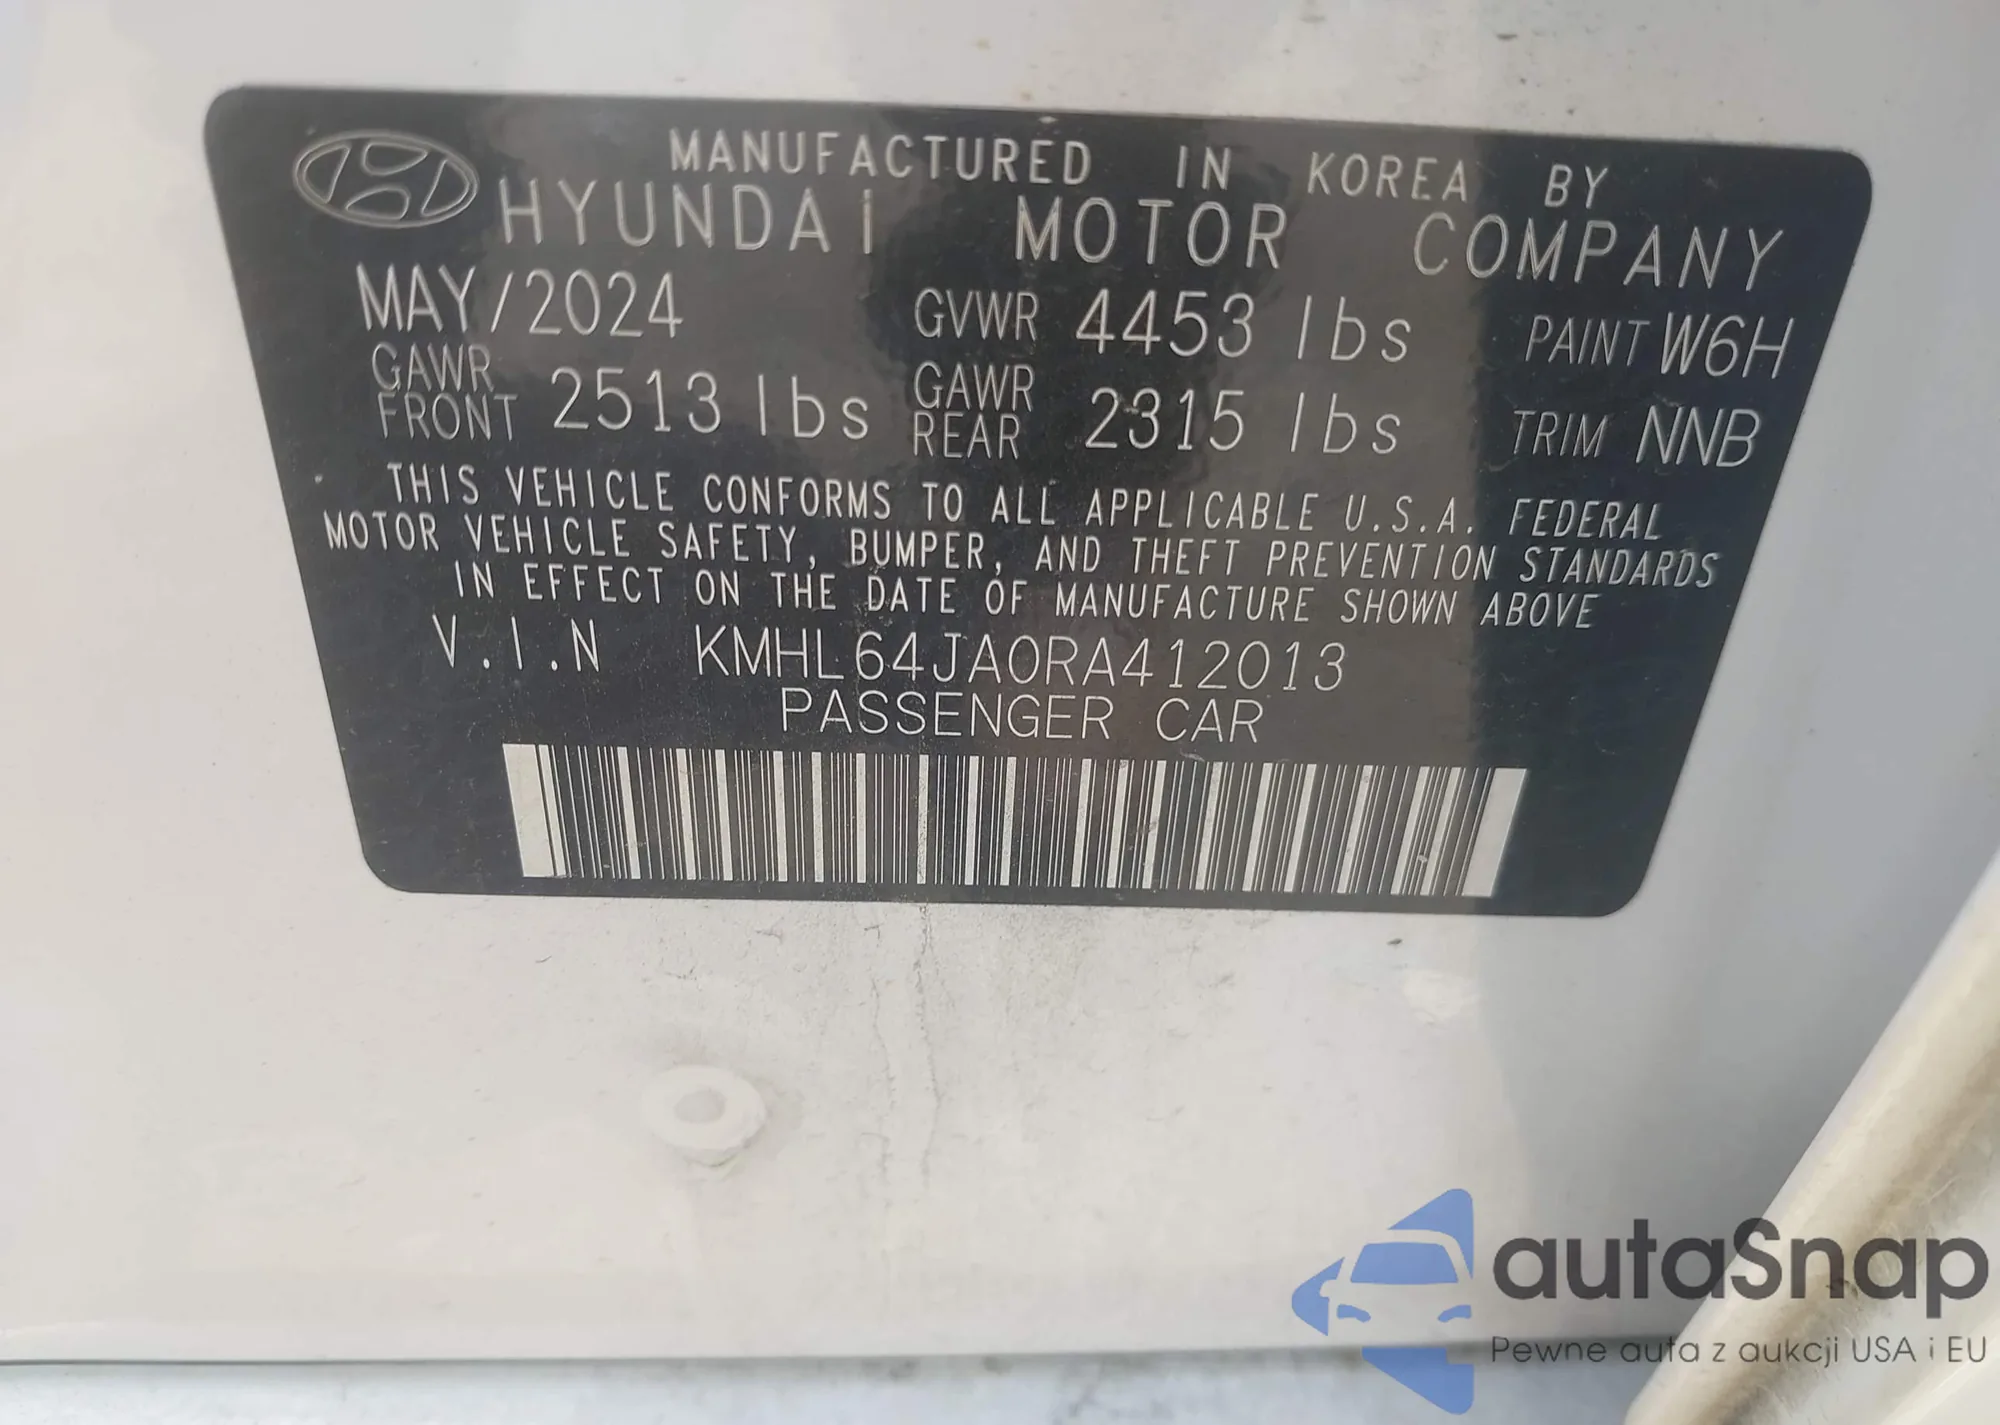 MANUFACTURED IN KOREA BY
HYUNDAi MOTOR COMPANY
MAY/2024 GVWR 4453 lbs PAINT W6H
GAWR FRONT 2513 lbs GAWR REAR 2315 lbs TRIM NNB
THIS VEHICLE CONFORMS TO ALL APPLICABLE U.S.A. FEDERAL
MOTOR VEHICLE SAFETY, BUMPER, AND THEFT PREVENTION STANDARDS
IN EFFECT ON THE DATE OF MANUFACTURE SHOWN ABOVE
V.I.N KMHL64JA0RA412013
PASSENGER CAR
autaSnap
Pewne auta z aukcji USA i EU